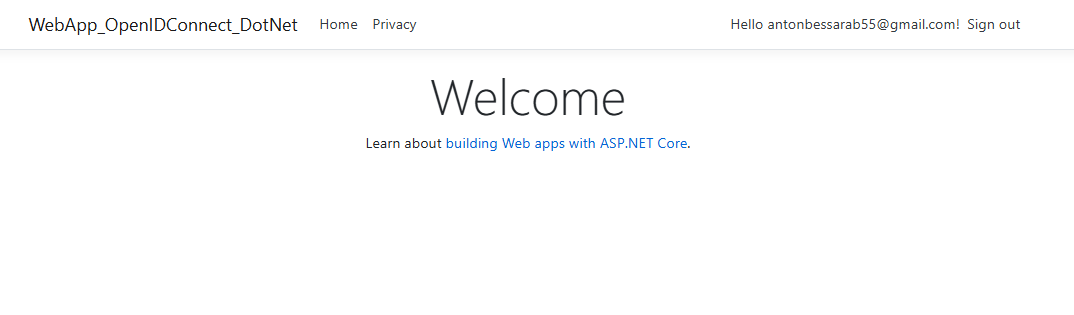 WebApp_OpenIDConnect_DotNet Home Privacy Hello antonbessarab55@gmail.com! Sign out
Welcome
Learn about building Web apps with ASP.NET Core.